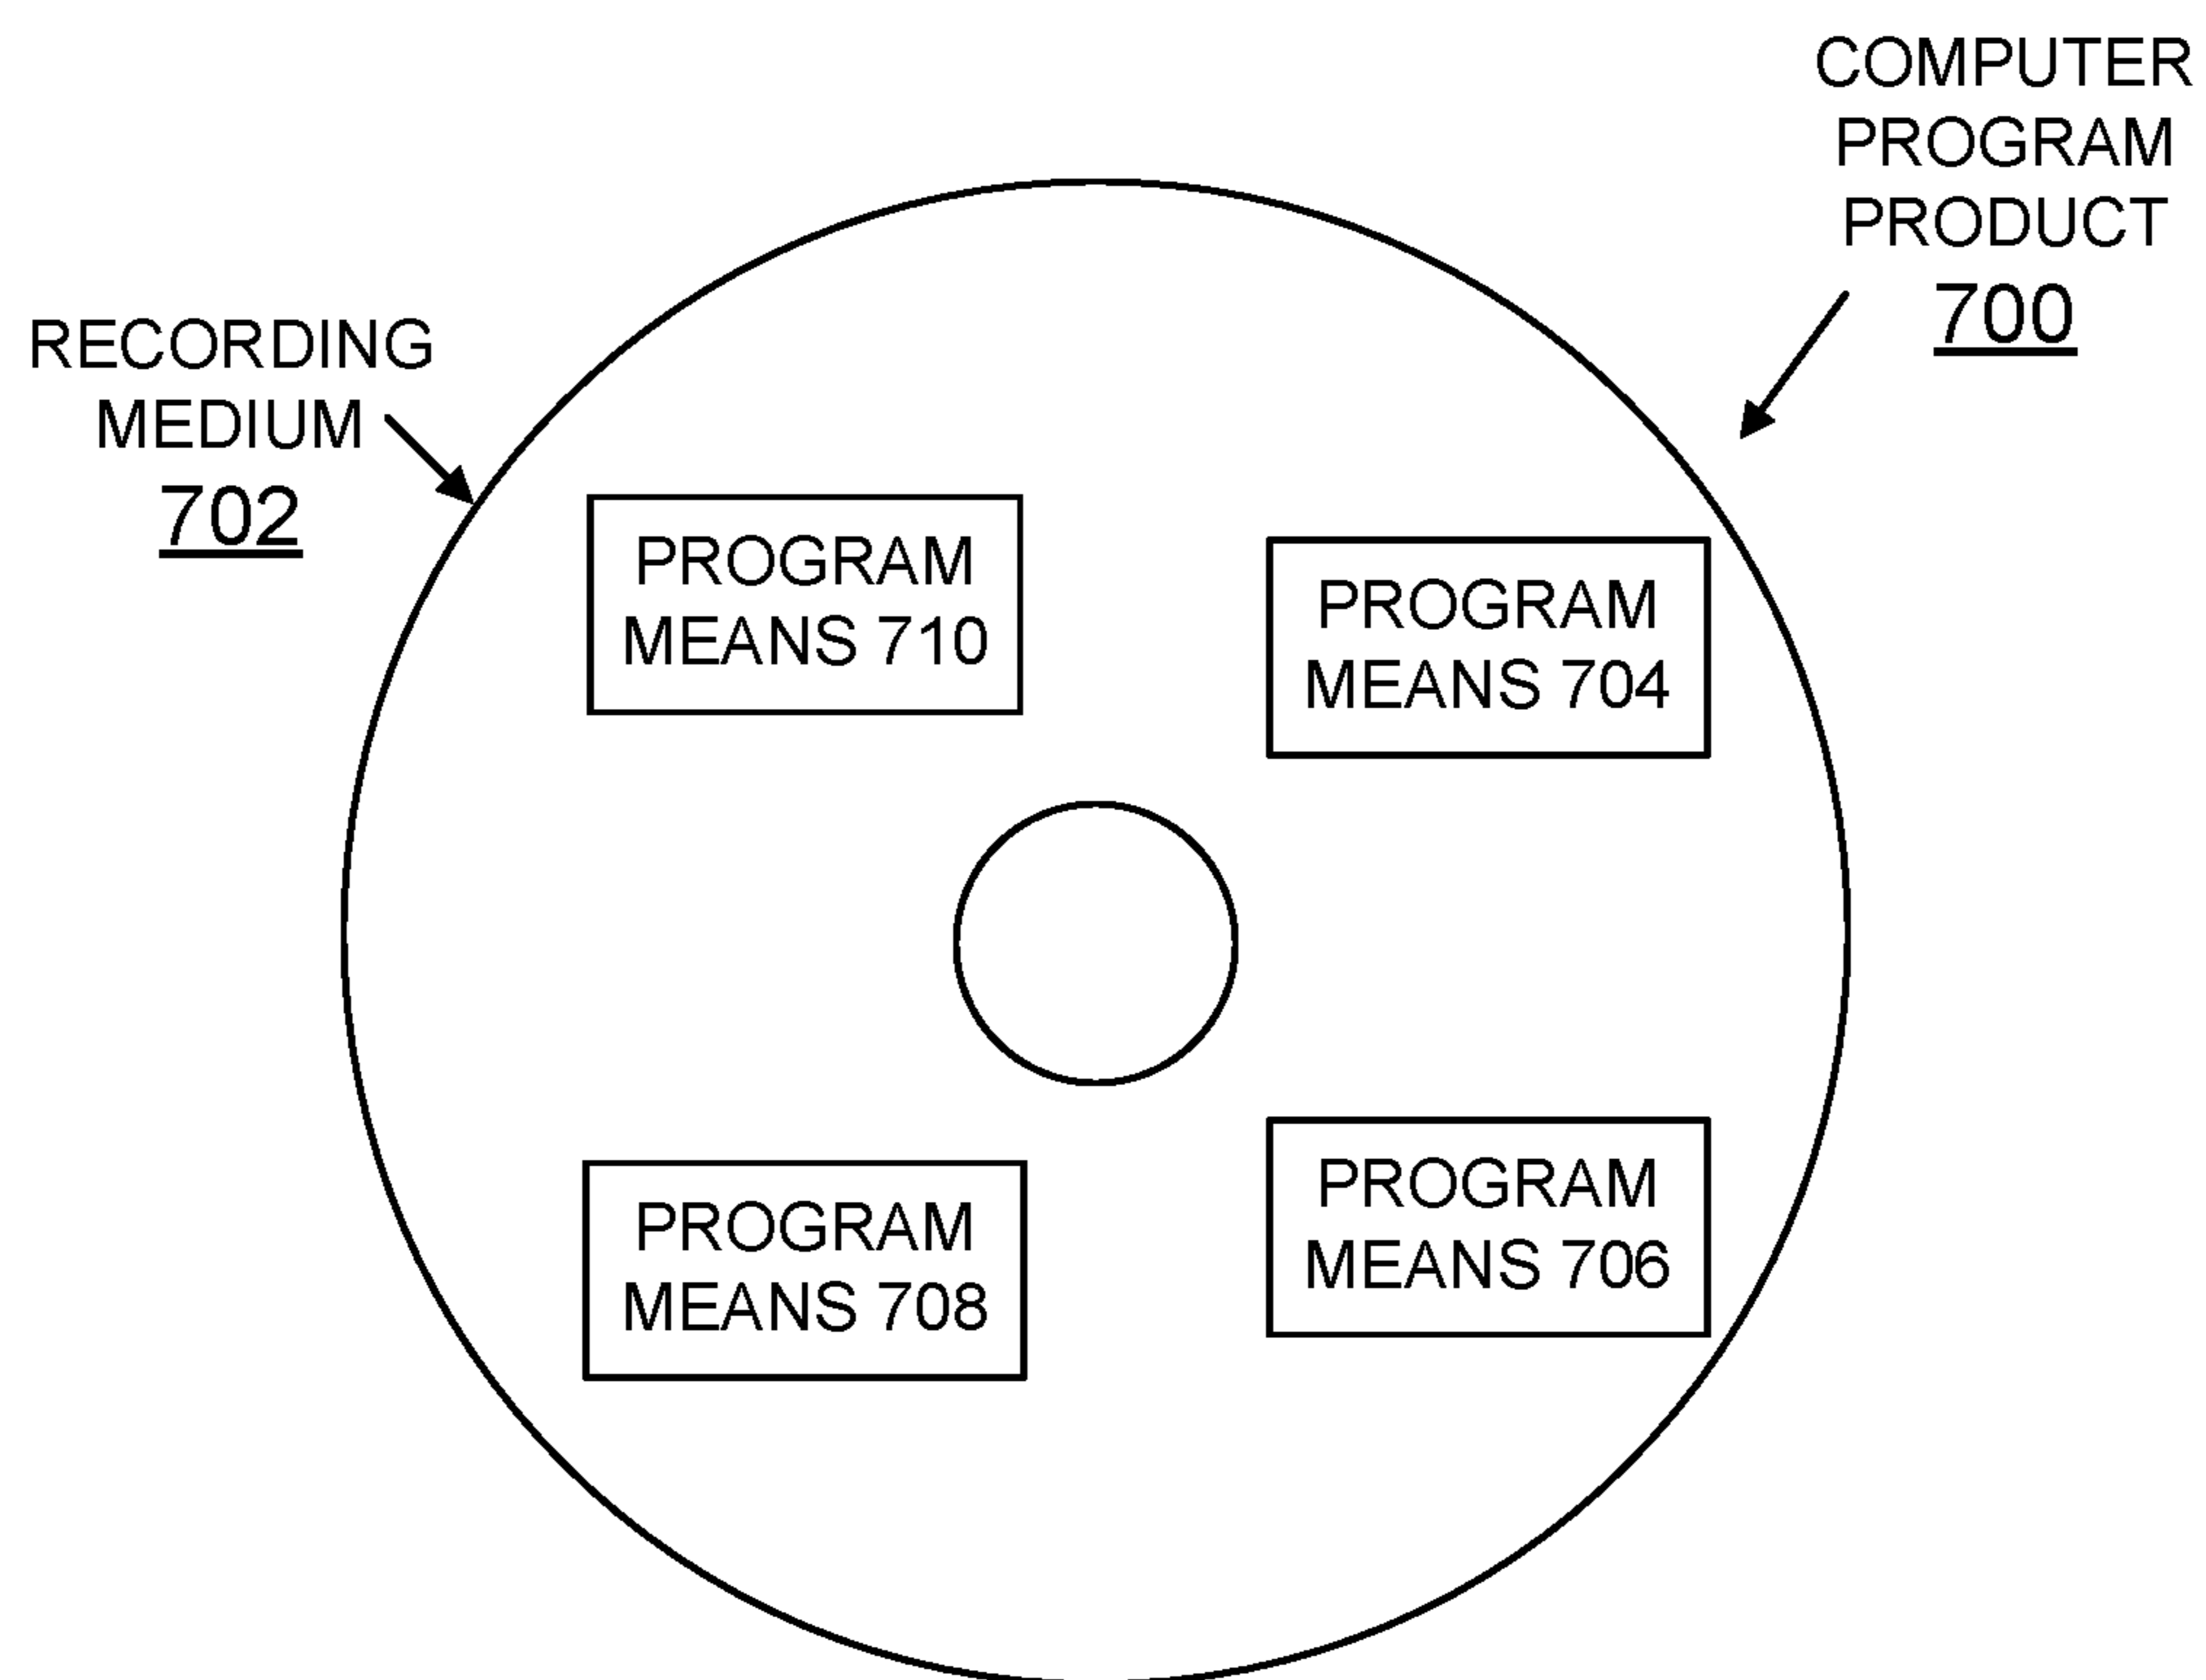 COMPUTER
PROGRAM
PRODUCT
700
RECORDING
MEDIUM
702
PROGRAM
MEANS 710
PROGRAM
MEANS 704
PROGRAM
MEANS 708
PROGRAM
MEANS 706